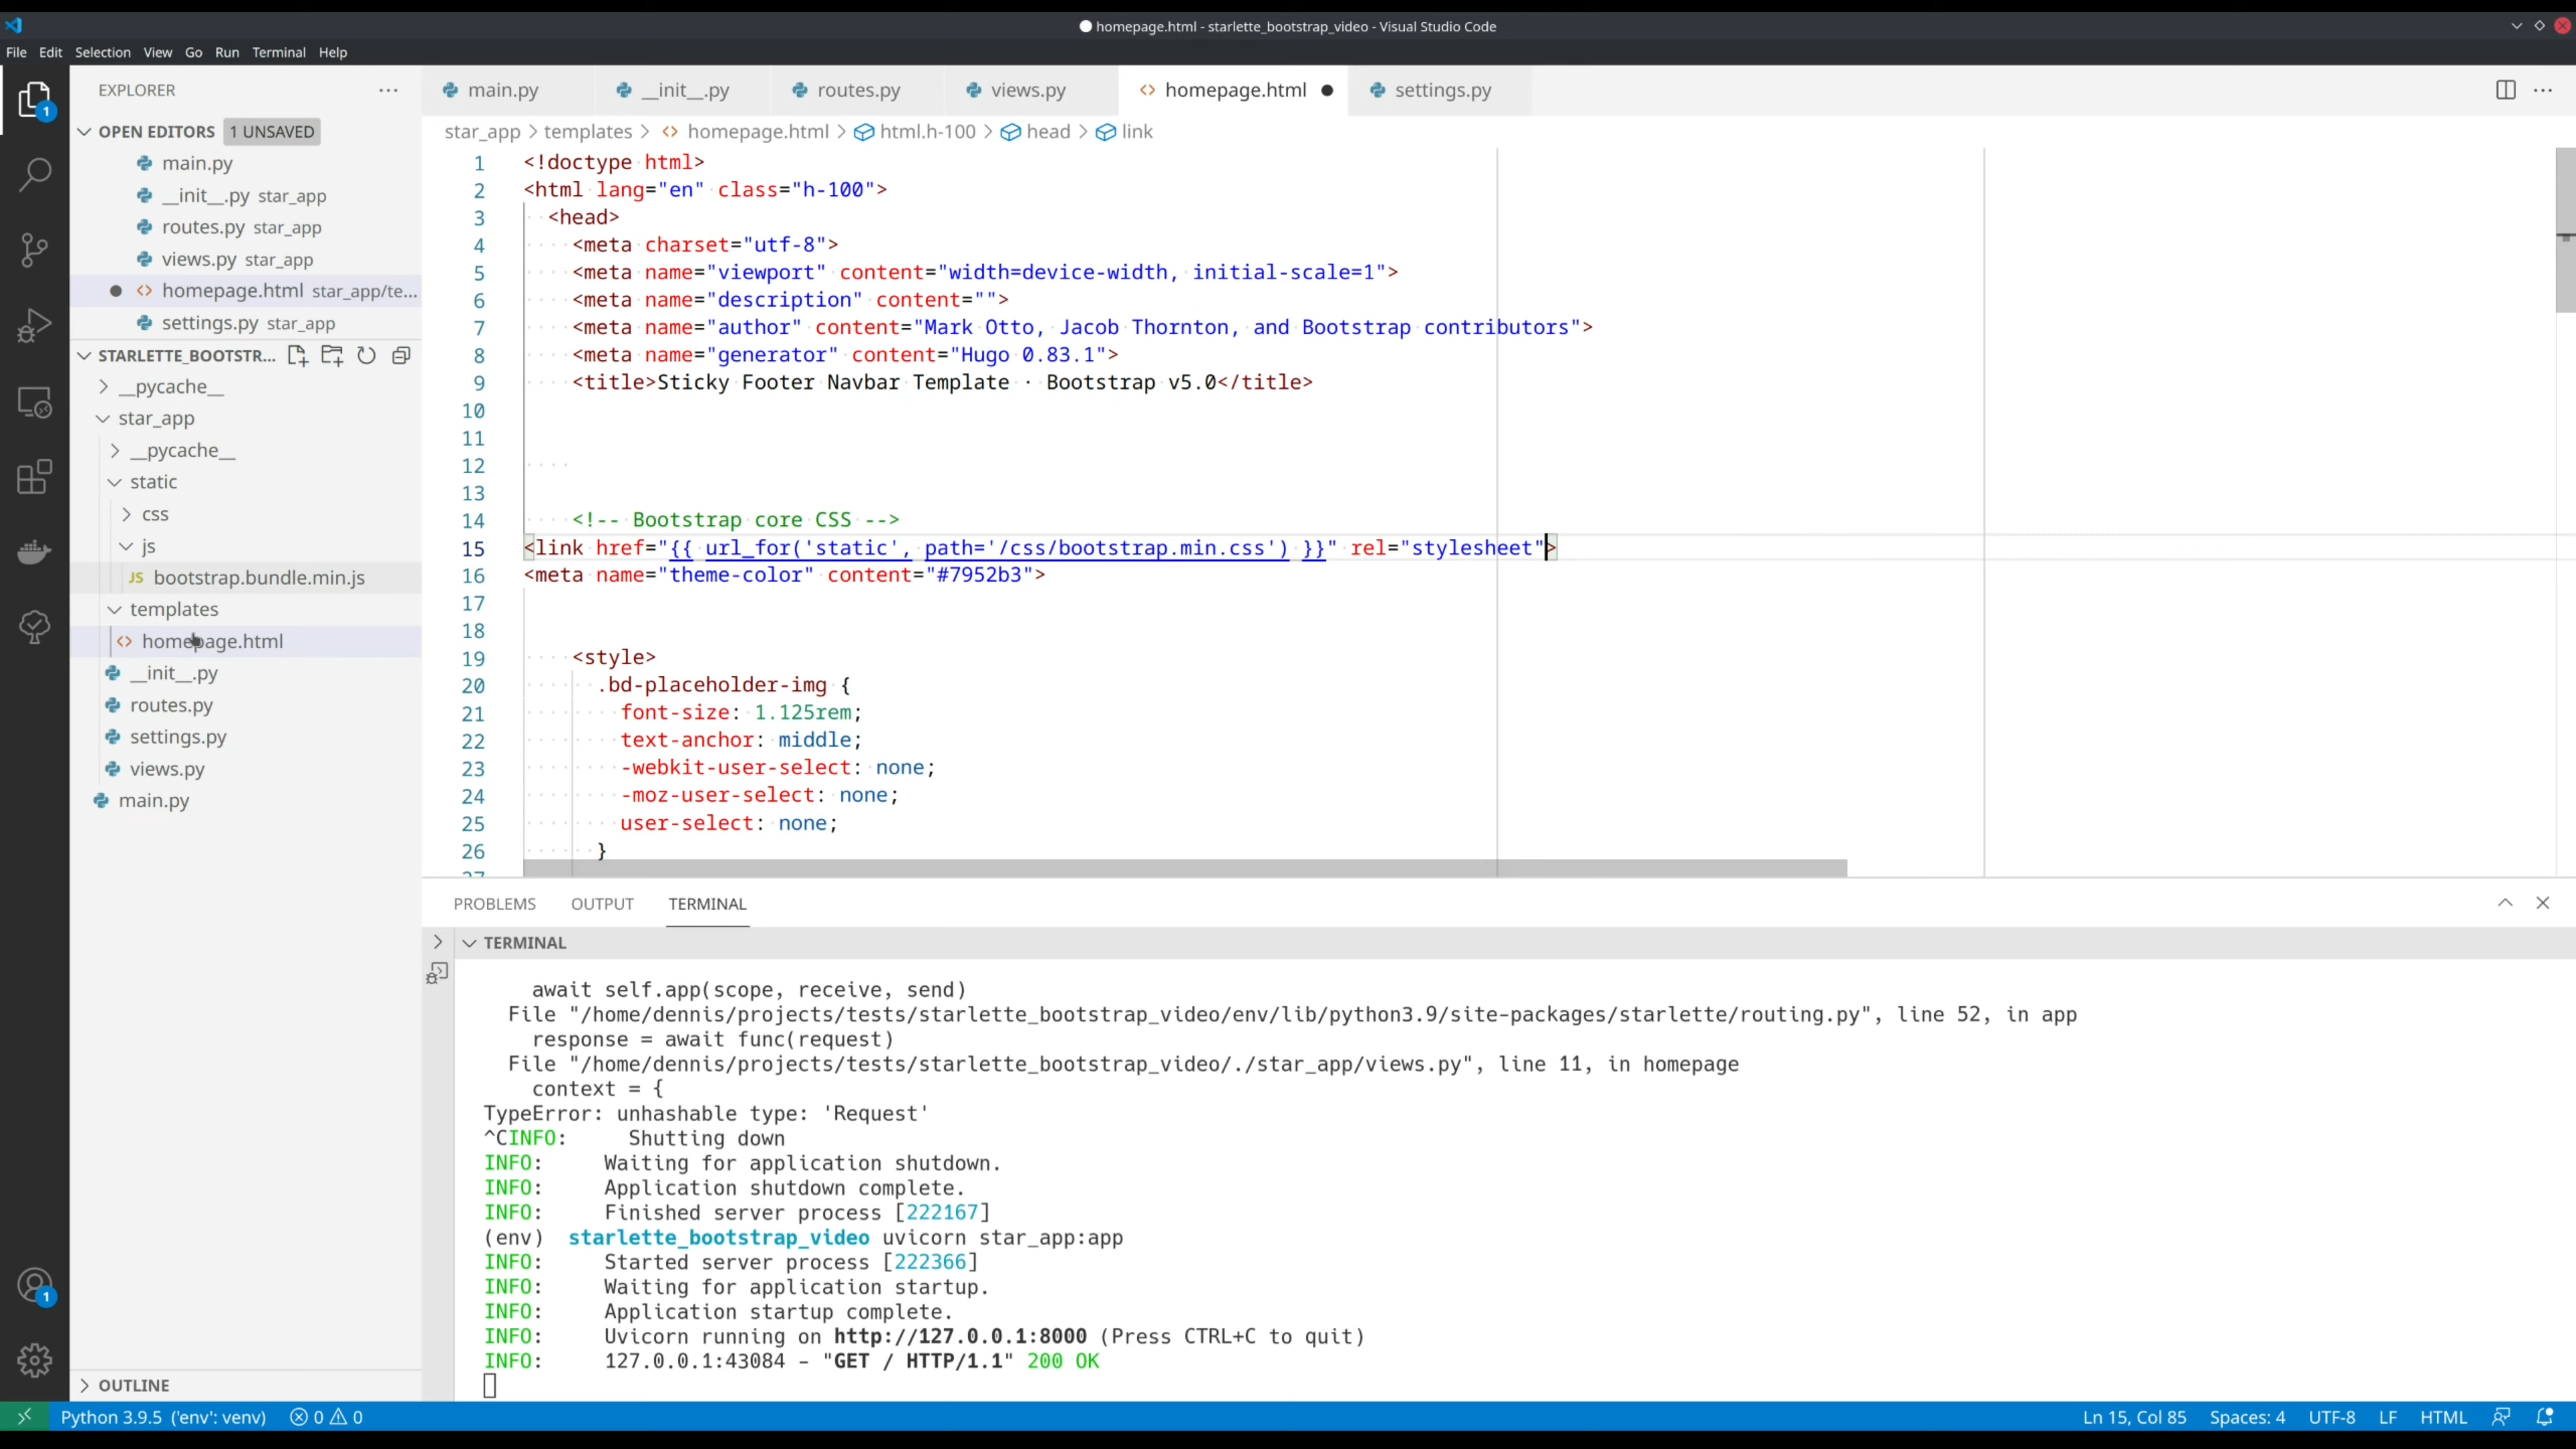 homepage.html - starlette_bootstrap_video - Visual Studio Code
File Edit Selection View Go Run Terminal Help
EXPLORER
OPEN EDITORS 1 UNSAVED
main.py
__init__.py star_app
routes.py star_app
views.py star_app
homepage.html star_app/te...
settings.py star_app
STARLETTE_BOOTSTR...
__pycache__
star_app
__pycache__
static
css
js
JS bootstrap.bundle.min.js
templates
homepage.html
__init__.py
routes.py
settings.py
views.py
main.py
OUTLINE
1
1
main.py __init__.py routes.py views.py homepage.html settings.py
star_app > templates > homepage.html > html.h-100 > head > link
1 <!doctype html>
2 <html lang="en" class="h-100">
3 <head>
4 <meta charset="utf-8">
5 <meta name="viewport" content="width=device-width, initial-scale=1">
6 <meta name="description" content="">
7 <meta name="author" content="Mark Otto, Jacob Thornton, and Bootstrap contributors">
8 <meta name="generator" content="Hugo 0.83.1">
9 <title>Sticky Footer Navbar Template · Bootstrap v5.0</title>
10
11
12
13
14 <!-- Bootstrap core CSS -->
15 <link href="{{ url_for('static', path='/css/bootstrap.min.css') }}" rel="stylesheet">
16 <meta name="theme-color" content="#7952b3">
17
18
19 <style>
20 .bd-placeholder-img {
21 font-size: 1.125rem;
22 text-anchor: middle;
23 -webkit-user-select: none;
24 -moz-user-select: none;
25 user-select: none;
26 }
27
PROBLEMS OUTPUT TERMINAL
TERMINAL
await self.app(scope, receive, send)
File "/home/dennis/projects/tests/starlette_bootstrap_video/env/lib/python3.9/site-packages/starlette/routing.py", line 52, in app
response = await func(request)
File "/home/dennis/projects/tests/starlette_bootstrap_video/./star_app/views.py", line 11, in homepage
context = {
TypeError: unhashable type: 'Request'
^CINFO: Shutting down
INFO: Waiting for application shutdown.
INFO: Application shutdown complete.
INFO: Finished server process [222167]
(env) starlette_bootstrap_video uvicorn star_app:app
INFO: Started server process [222366]
INFO: Waiting for application startup.
INFO: Application startup complete.
INFO: Uvicorn running on http://127.0.0.1:8000 (Press CTRL+C to quit)
INFO: 127.0.0.1:43084 - "GET / HTTP/1.1" 200 OK
Python 3.9.5 ('env': venv) 0 0 Ln 15, Col 85 Spaces: 4 UTF-8 LF HTML